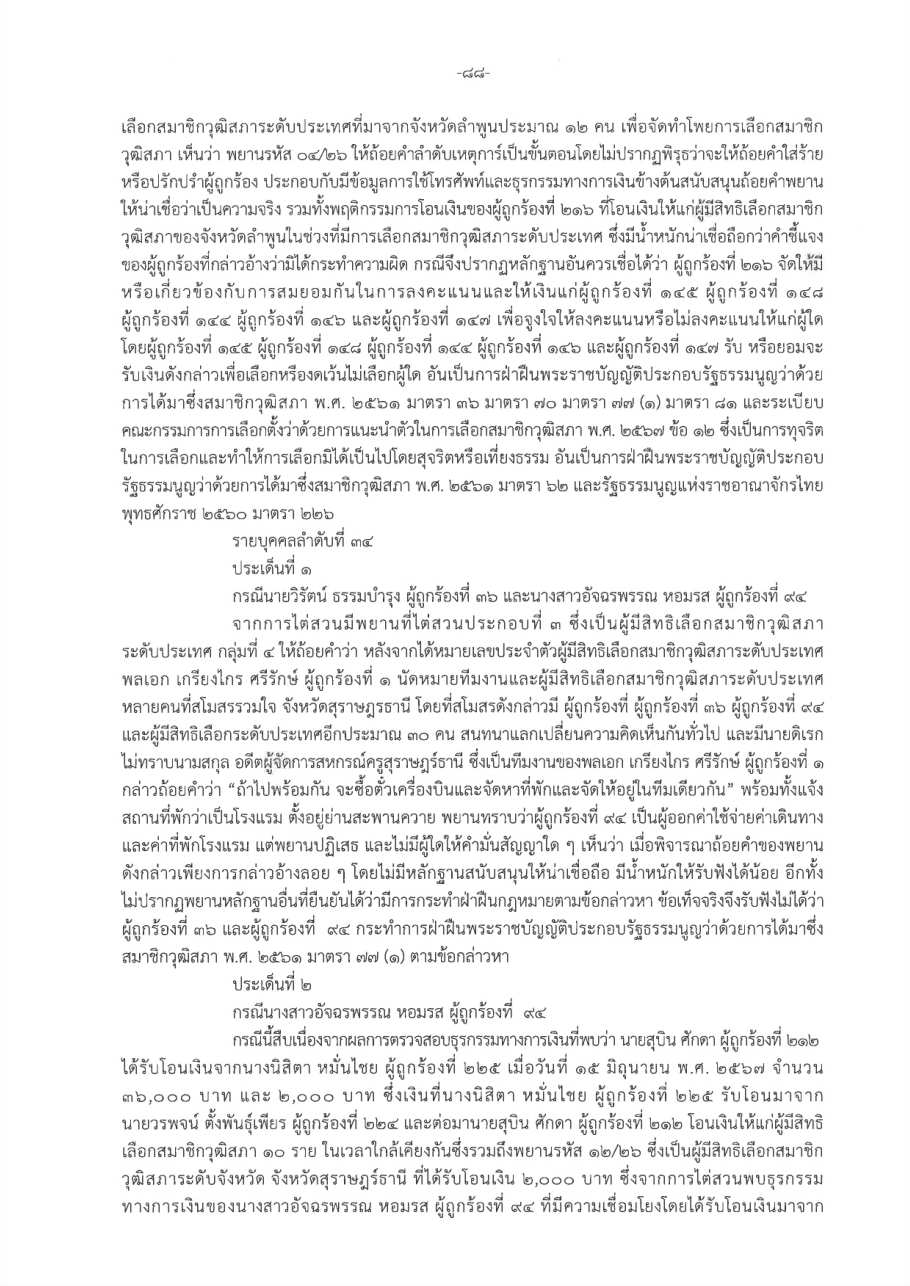 -๘๘-
เลือกสมาชิกวุฒิสภาระดับประเทศที่มาจากจังหวัดลำพูนประมาณ ๑๒ คน เพื่อจัดทำโพยการเลือกสมาชิก
วุฒิสภา เห็นว่า พยานรหัส ๐๔/๒๖ ให้ถ้อยคำลำดับเหตุการ์เป็นขั้นตอนโดยไม่ปรากฏพิรุธว่าจะให้ถ้อยคำใส่ร้าย
หรือปรักปรำผู้ถูกร้อง ประกอบกับมีข้อมูลการใช้โทรศัพท์และธุรกรรมทางการเงินข้างต้นสนับสนุนถ้อยคำพยาน
ให้น่าเชื่อว่าเป็นความจริง รวมทั้งพฤติกรรมการโอนเงินของผู้ถูกร้องที่ ๒๑๖ ที่โอนเงินให้แก่ผู้มีสิทธิเลือกสมาชิก
วุฒิสภาของจังหวัดลำพูนในช่วงที่มีการเลือกสมาชิกวุฒิสภาระดับประเทศ ซึ่งมีน้ำหนักน่าเชื่อถือกว่าคำชี้แจง
ของผู้ถูกร้องที่กล่าวอ้างว่ามิได้กระทำความผิด กรณีจึงปรากฏหลักฐานอันควรเชื่อได้ว่า ผู้ถูกร้องที่ ๒๑๖ จัดให้มี
หรือเกี่ยวข้องกับการสมยอมกันในการลงคะแนนและให้เงินแก่ผู้ถูกร้องที่ ๑๔๕ ผู้ถูกร้องที่ ๑๔๘
ผู้ถูกร้องที่ ๑๔๔ ผู้ถูกร้องที่ ๑๔๖ และผู้ถูกร้องที่ ๑๔๗ เพื่อจูงใจให้ลงคะแนนหรือไม่ลงคะแนนให้แก่ผู้ใด
โดยผู้ถูกร้องที่ ๑๔๕ ผู้ถูกร้องที่ ๑๔๘ ผู้ถูกร้องที่ ๑๔๔ ผู้ถูกร้องที่ ๑๔๖ และผู้ถูกร้องที่ ๑๔๗ รับ หรือยอมจะ
รับเงินดังกล่าวเพื่อเลือกหรืองดเว้นไม่เลือกผู้ใด อันเป็นการฝ่าฝืนพระราชบัญญัติประกอบรัฐธรรมนูญว่าด้วย
การได้มาซึ่งสมาชิกวุฒิสภา พ.ศ. ๒๕๖๑ มาตรา ๓๖ มาตรา ๗๐ มาตรา ๗๗ (๑) มาตรา ๘๑ และระเบียบ
คณะกรรมการการเลือกตั้งว่าด้วยการแนะนำตัวในการเลือกสมาชิกวุฒิสภา พ.ศ. ๒๕๖๗ ข้อ ๑๒ ซึ่งเป็นการทุจริต
ในการเลือกและทำให้การเลือกมิได้เป็นไปโดยสุจริตหรือเที่ยงธรรม อันเป็นการฝ่าฝืนพระราชบัญญัติประกอบ
รัฐธรรมนูญว่าด้วยการได้มาซึ่งสมาชิกวุฒิสภา พ.ศ. ๒๕๖๑ มาตรา ๖๒ และรัฐธรรมนูญแห่งราชอาณาจักรไทย
พุทธศักราช ๒๕๖๐ มาตรา ๒๒๖
รายบุคคลลำดับที่ ๓๔
ประเด็นที่ ๑
กรณีนายวิรัตน์ ธรรมบำรุง ผู้ถูกร้องที่ ๓๖ และนางสาวอัจฉรพรรณ หอมรส ผู้ถูกร้องที่ ๙๔
จากการไต่สวนมีพยานที่ไต่สวนประกอบที่ ๓ ซึ่งเป็นผู้มีสิทธิเลือกสมาชิกวุฒิสภา
ระดับประเทศ กลุ่มที่ ๔ ให้ถ้อยคำว่า หลังจากได้หมายเลขประจำตัวผู้มีสิทธิเลือกสมาชิกวุฒิสภาระดับประเทศ
พลเอก เกรียงไกร ศรีรักษ์ ผู้ถูกร้องที่ ๑ นัดหมายทีมงานและผู้มีสิทธิเลือกสมาชิกวุฒิสภาระดับประเทศ
หลายคนที่สโมสรรวมใจ จังหวัดสุราษฎรธานี โดยที่สโมสรดังกล่าวมี ผู้ถูกร้องที่ ผู้ถูกร้องที่ ๓๖ ผู้ถูกร้องที่ ๙๔
และผู้มีสิทธิเลือกระดับประเทศอีกประมาณ ๓๐ คน สนทนาแลกเปลี่ยนความคิดเห็นกันทั่วไป และมีนายดิเรก
ไม่ทราบนามสกุล อดีตผู้จัดการสหกรณ์ครูสุราษฎร์ธานี ซึ่งเป็นทีมงานของพลเอก เกรียงไกร ศรีรักษ์ ผู้ถูกร้องที่ ๑
กล่าวถ้อยคำว่า “ถ้าไปพร้อมกัน จะซื้อตั๋วเครื่องบินและจัดหาที่พักและจัดให้อยู่ในทีมเดียวกัน” พร้อมทั้งแจ้ง
สถานที่พักว่าเป็นโรงแรม ตั้งอยู่ย่านสะพานควาย พยานทราบว่าผู้ถูกร้องที่ ๙๔ เป็นผู้ออกค่าใช้จ่ายค่าเดินทาง
และค่าที่พักโรงแรม แต่พยานปฏิเสธ และไม่มีผู้ใดให้คำมั่นสัญญาใด ๆ เห็นว่า เมื่อพิจารณาถ้อยคำของพยาน
ดังกล่าวเพียงการกล่าวอ้างลอย ๆ โดยไม่มีหลักฐานสนับสนุนให้น่าเชื่อถือ มีน้ำหนักให้รับฟังได้น้อย อีกทั้ง
ไม่ปรากฏพยานหลักฐานอื่นที่ยืนยันได้ว่ามีการกระทำฝ่าฝืนกฎหมายตามข้อกล่าวหา ข้อเท็จจริงจึงรับฟังไม่ได้ว่า
ผู้ถูกร้องที่ ๓๖ และผู้ถูกร้องที่ ๙๔ กระทำการฝ่าฝืนพระราชบัญญัติประกอบรัฐธรรมนูญว่าด้วยการได้มาซึ่ง
สมาชิกวุฒิสภา พ.ศ. ๒๕๖๑ มาตรา ๗๗ (๑) ตามข้อกล่าวหา
ประเด็นที่ ๒
กรณีนางสาวอัจฉรพรรณ หอมรส ผู้ถูกร้องที่ ๙๔
กรณีนี้สืบเนื่องจากผลการตรวจสอบธุรกรรมทางการเงินที่พบว่า นายสุบิน ศักดา ผู้ถูกร้องที่ ๒๑๒
ได้รับโอนเงินจากนางนิสิตา หมั่นไชย ผู้ถูกร้องที่ ๒๒๕ เมื่อวันที่ ๑๕ มิถุนายน พ.ศ. ๒๕๖๗ จำนวน
๓๖,๐๐๐ บาท และ ๒,๐๐๐ บาท ซึ่งเงินที่นางนิสิตา หมั่นไชย ผู้ถูกร้องที่ ๒๒๕ รับโอนมาจาก
นายวรพจน์ ตั้งพันธุ์เพียร ผู้ถูกร้องที่ ๒๒๔ และต่อมานายสุบิน ศักดา ผู้ถูกร้องที่ ๒๑๒ โอนเงินให้แก่ผู้มีสิทธิ
เลือกสมาชิกวุฒิสภา ๑๐ ราย ในเวลาใกล้เคียงกันซึ่งรวมถึงพยานรหัส ๑๒/๒๖ ซึ่งเป็นผู้มีสิทธิเลือกสมาชิก
วุฒิสภาระดับจังหวัด จังหวัดสุราษฎร์ธานี ที่ได้รับโอนเงิน ๒,๐๐๐ บาท ซึ่งจากการไต่สวนพบธุรกรรม
ทางการเงินของนางสาวอัจฉรพรรณ หอมรส ผู้ถูกร้องที่ ๙๔ ที่มีความเชื่อมโยงโดยได้รับโอนเงินมาจาก